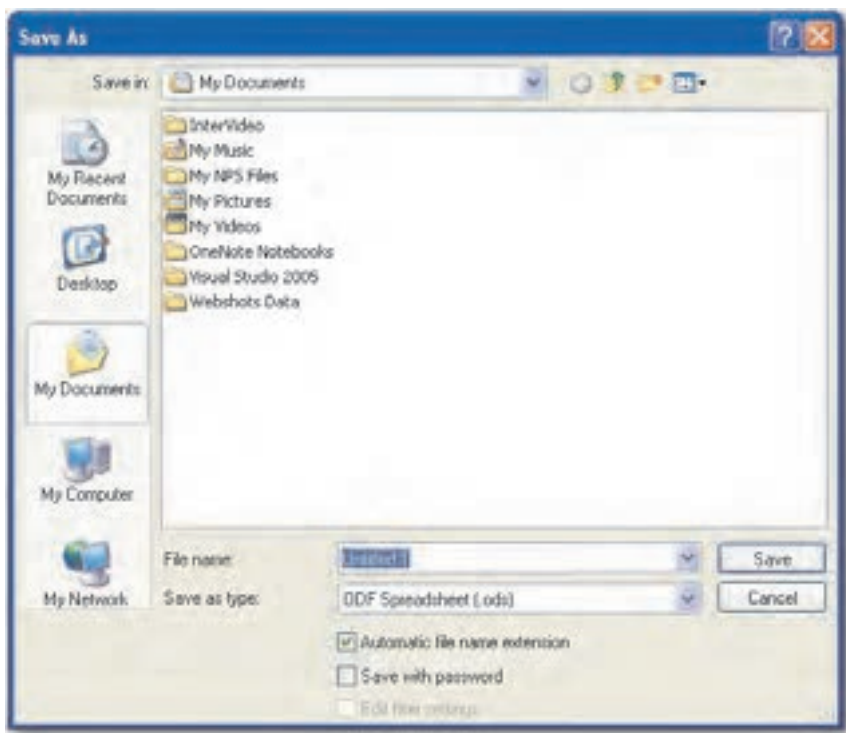 Save As
Save in: My Documents
My Recent
Documents
Desktop
My Documents
My Computer
My Network
InterVideo
My Music
My NPS Files
My Pictures
My Videos
OneNote Notebooks
Visual Studio 2005
Webshots Data
File name: Untitled 1
Save
Save as type: ODF Spreadsheet (.ods)
Cancel
Automatic file name extension
Save with password
Edit filter settings